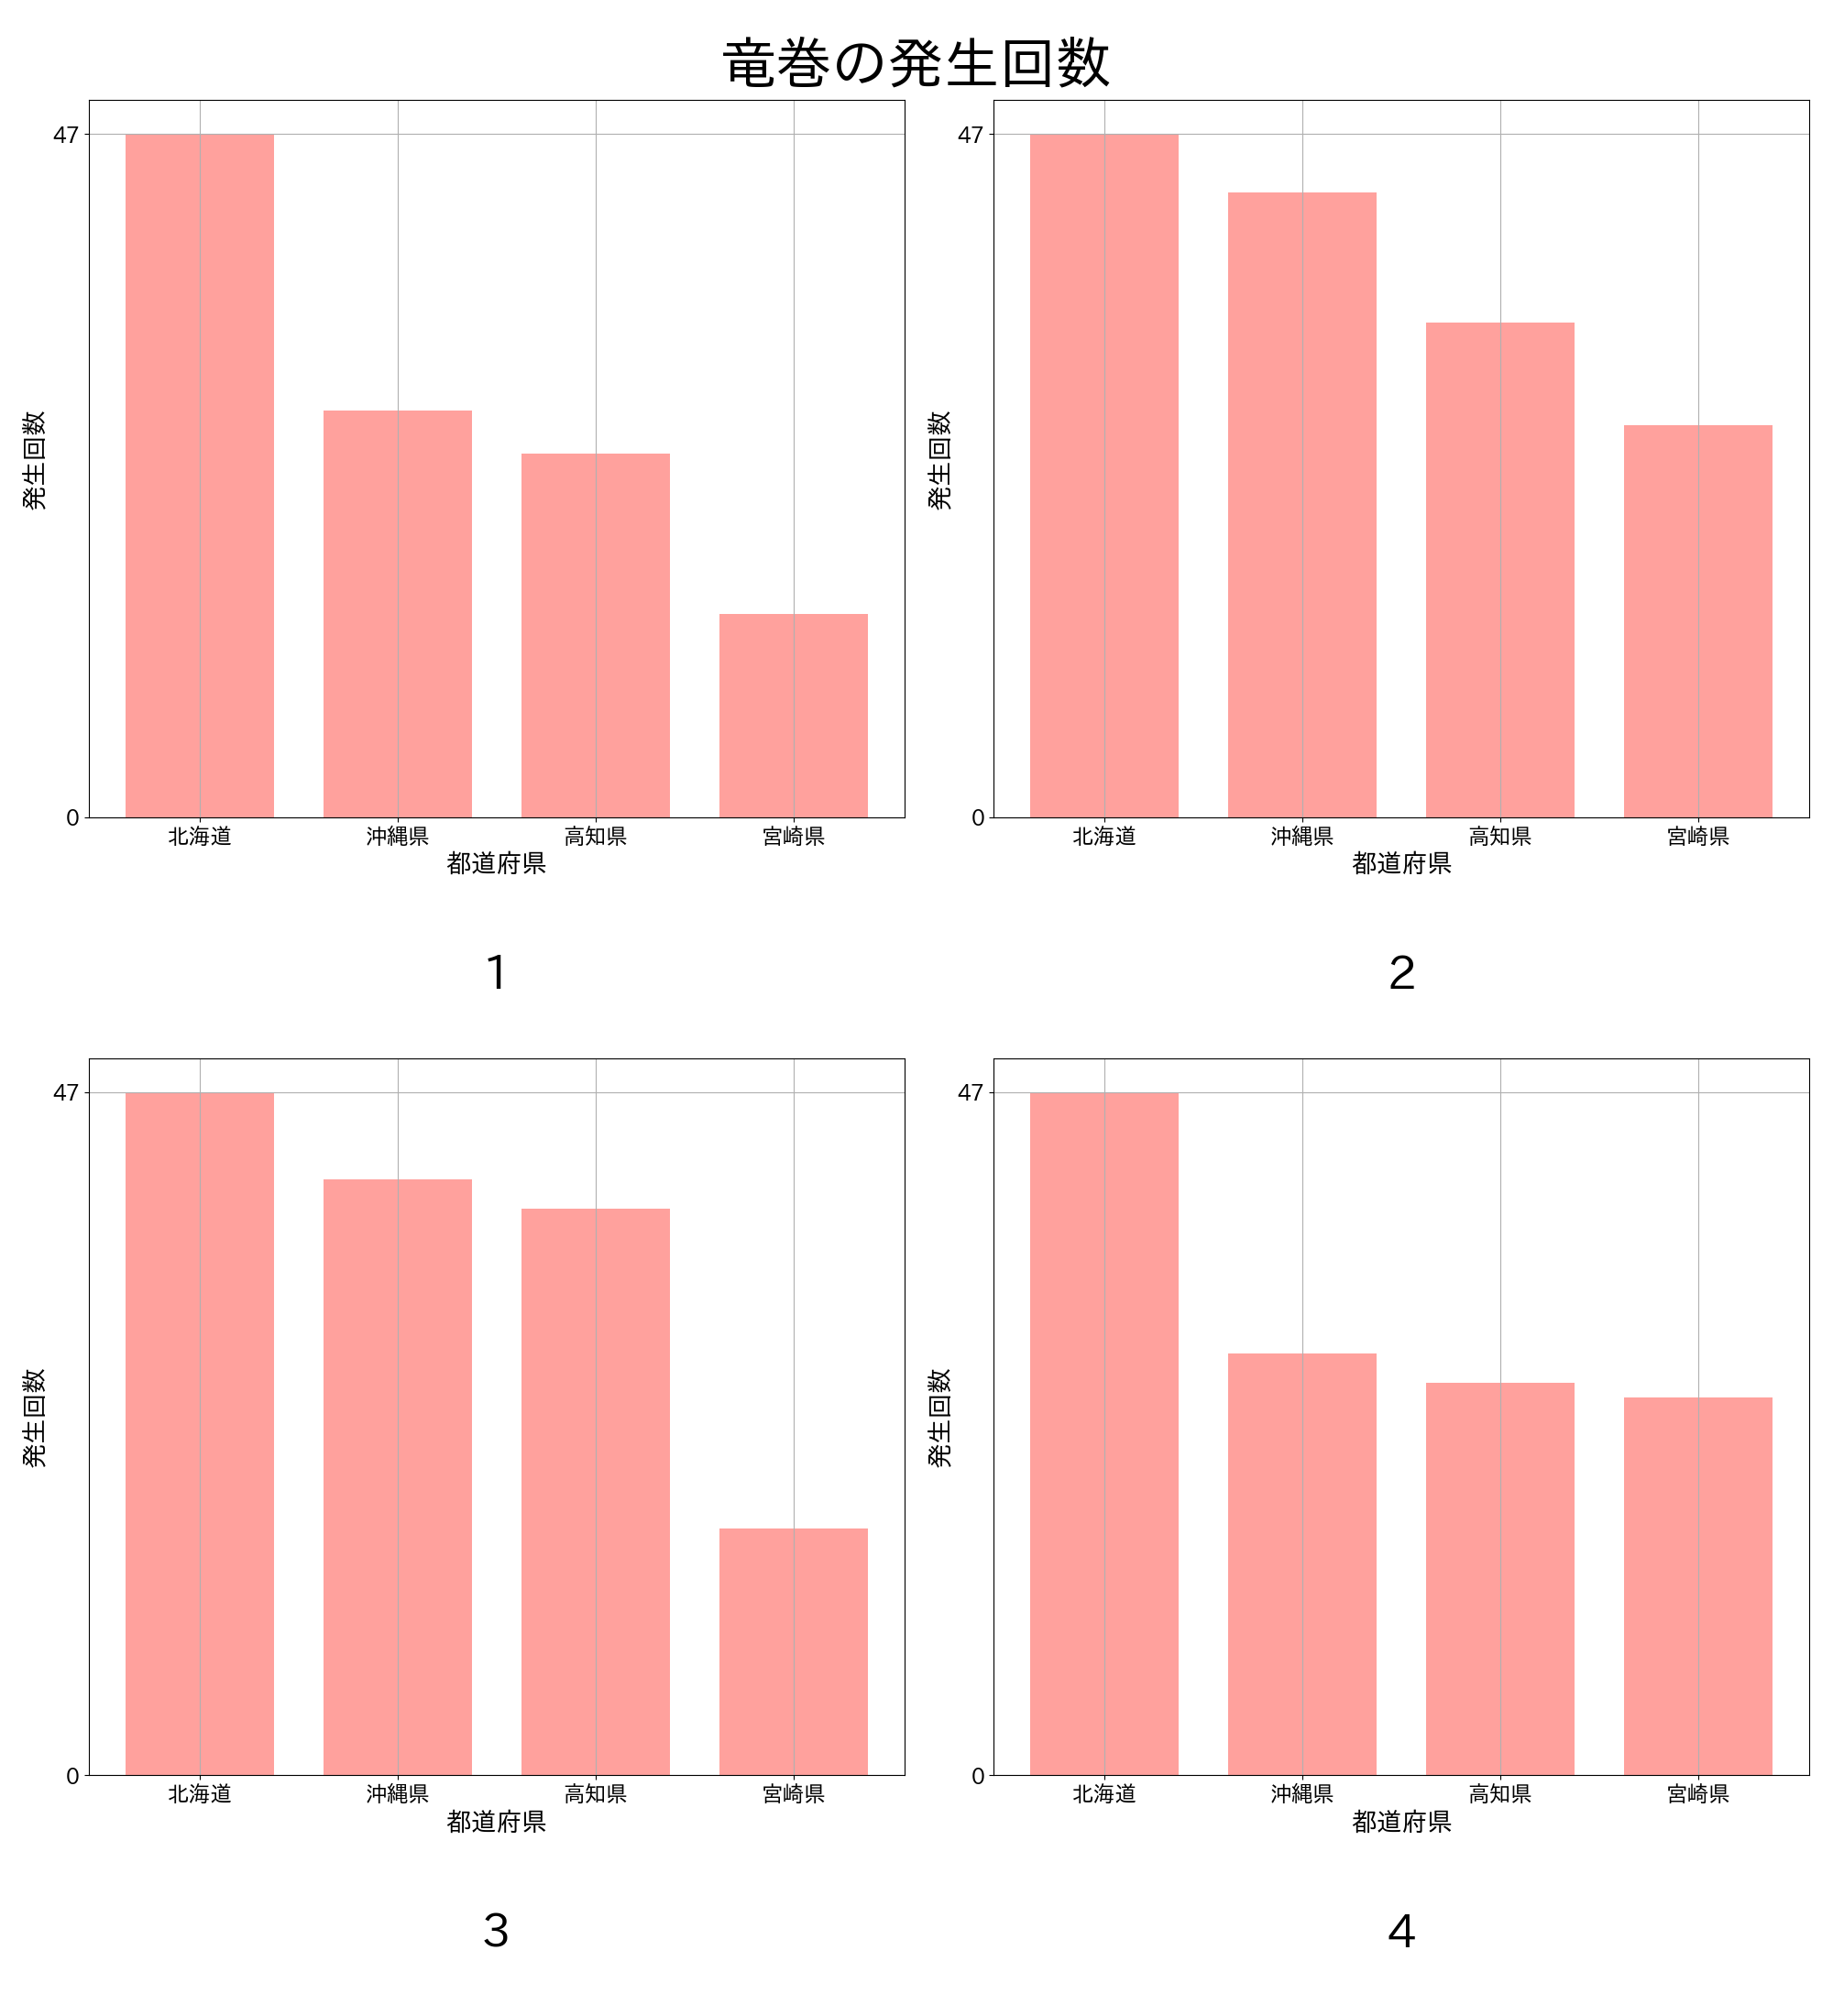 竜巻の発生回数
47
発生回数
0
北海道 沖縄県 高知県 宮崎県
都道府県
1
47
発生回数
0
北海道 沖縄県 高知県 宮崎県
都道府県
2
47
発生回数
0
北海道 沖縄県 高知県 宮崎県
都道府県
3
47
発生回数
0
北海道 沖縄県 高知県 宮崎県
都道府県
4